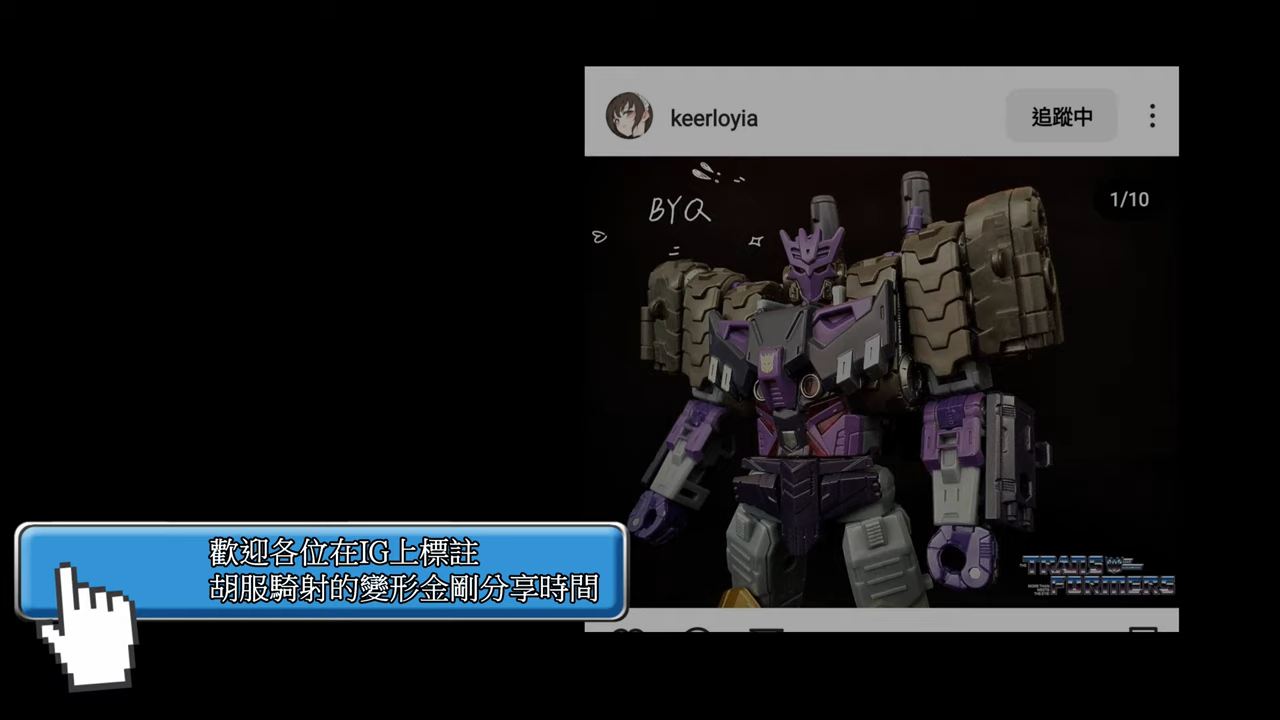 keerloyia
追蹤中
1/10
BYQ
TRANSFORMERS
歡迎各位在IG上標註
胡服騎射的變形金剛分享時間